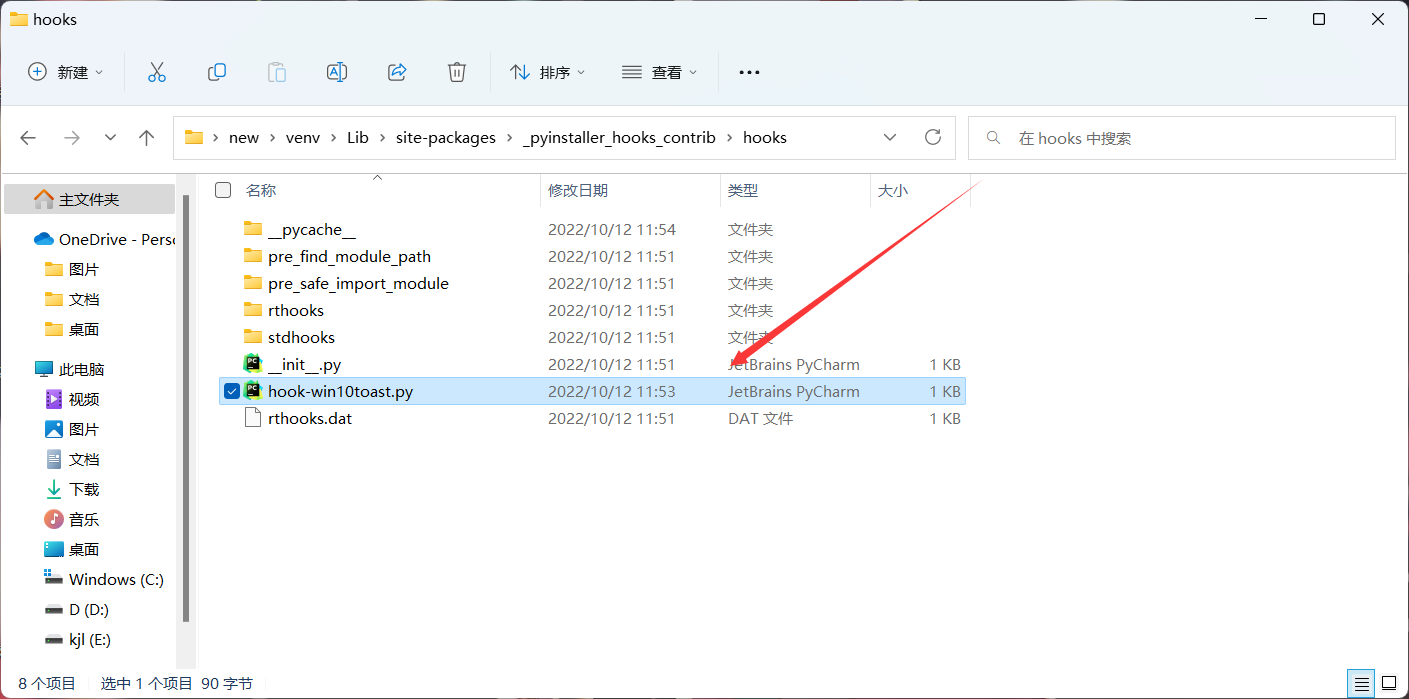 hooks
新建
排序
查看
new > venv > Lib > site-packages > _pyinstaller_hooks_contrib > hooks
在 hooks 中搜索
主文件夹
OneDrive - Perso
图片
文档
桌面
此电脑
视频
图片
文档
下载
音乐
桌面
Windows (C:)
D (D:)
kjl (E:)
名称 修改日期 类型 大小
__pycache__ 2022/10/12 11:54 文件夹
pre_find_module_path 2022/10/12 11:51 文件夹
pre_safe_import_module 2022/10/12 11:51 文件夹
rthooks 2022/10/12 11:51 文件夹
stdhooks 2022/10/12 11:51 文件夹
__init__.py 2022/10/12 11:51 JetBrains PyCharm 1 KB
hook-win10toast.py 2022/10/12 11:53 JetBrains PyCharm 1 KB
rthooks.dat 2022/10/12 11:51 DAT 文件 1 KB
8 个项目 选中 1 个项目 90 字节